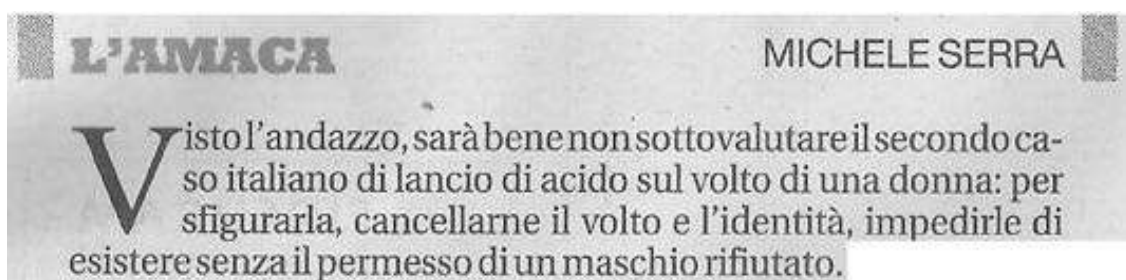 L'AMACA MICHELE SERRA
Visto l'andazzo, sarà bene non sottovalutare il secondo ca-
so italiano di lancio di acido sul volto di una donna: per
sfigurarla, cancellarne il volto e l'identità, impedirle di
esistere senza il permesso di un maschio rifiutato.